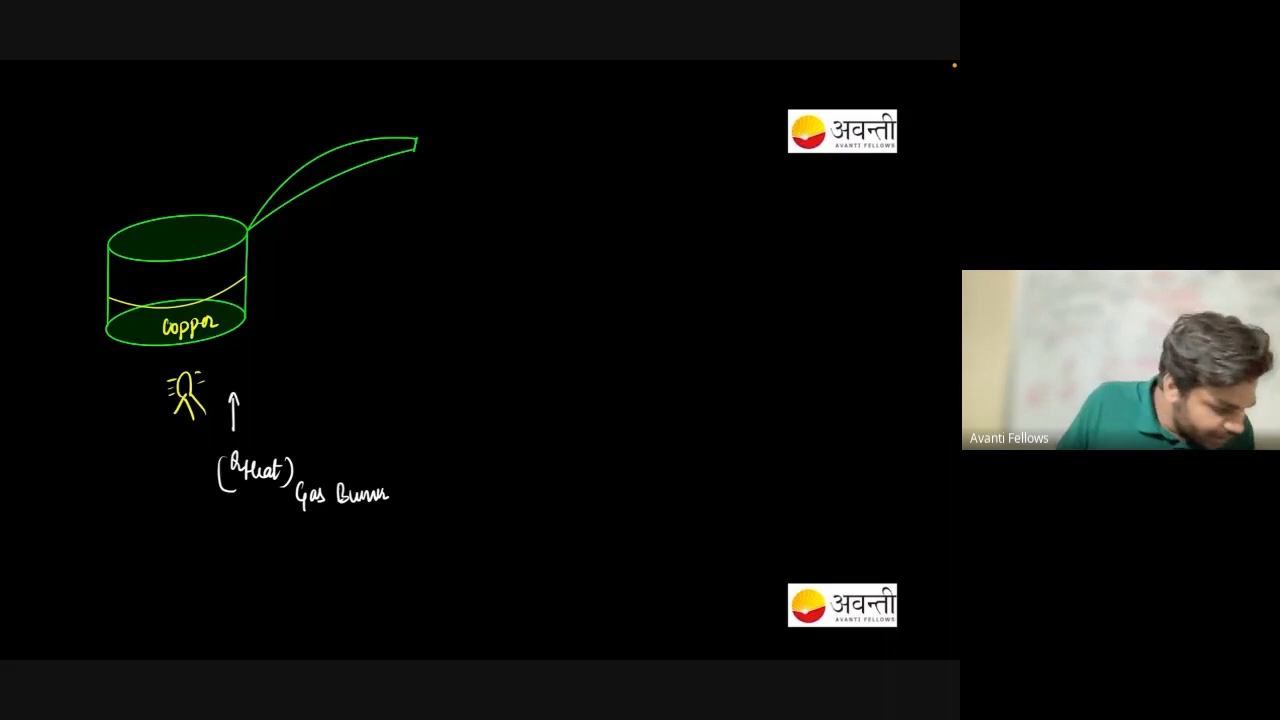 अवन्ती
AVANTI FELLOWS
Copper
(Heat)
Gas Burner
Avanti Fellows
अवन्ती
AVANTI FELLOWS